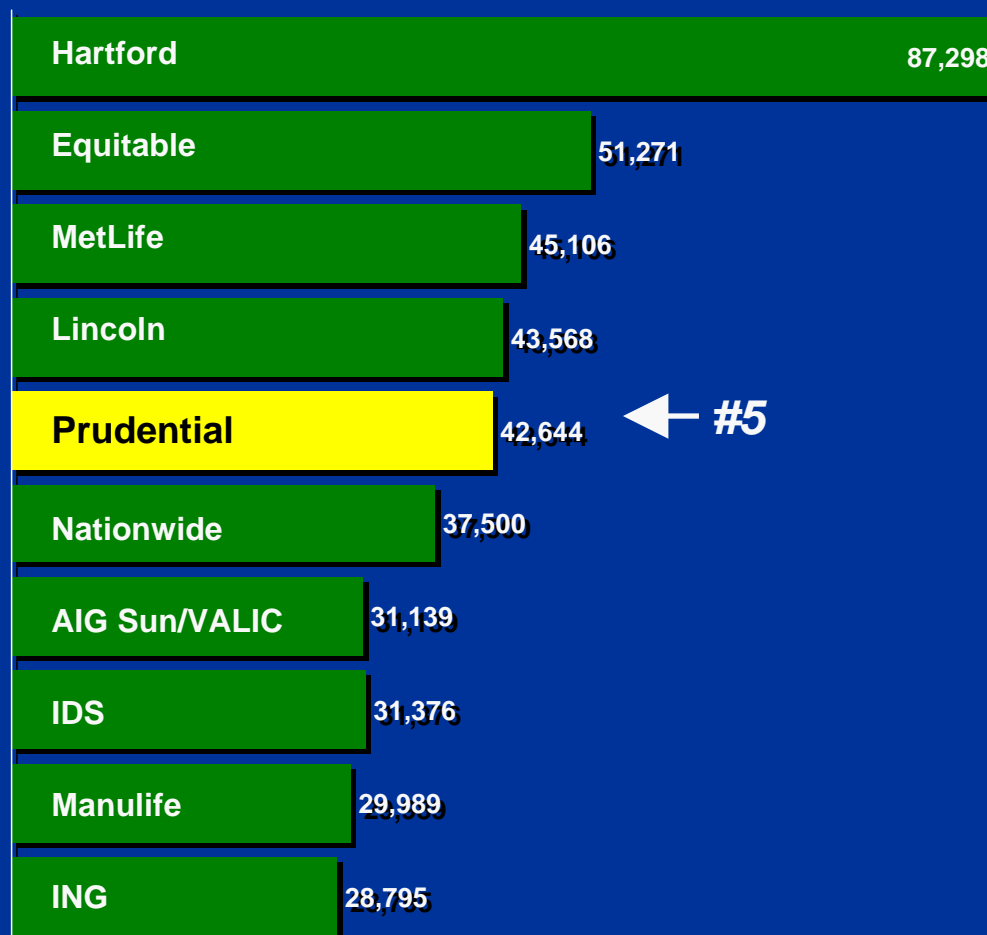 Hartford 87,298
Equitable 51,271
MetLife 45,106
Lincoln 43,568
Prudential 42,644 #5
Nationwide 37,500
AIG Sun/VALIC 31,139
IDS 31,376
Manulife 29,989
ING 28,795